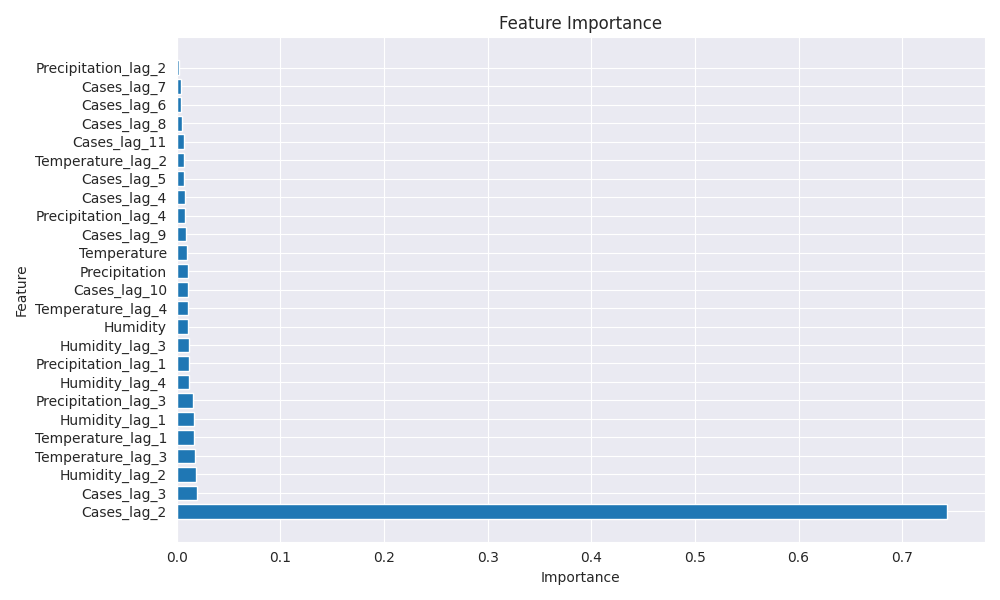 Feature Importance
Precipitation_lag_2
Cases_lag_7
Cases_lag_6
Cases_lag_8
Cases_lag_11
Temperature_lag_2
Cases_lag_5
Cases_lag_4
Precipitation_lag_4
Cases_lag_9
Temperature
Precipitation
Cases_lag_10
Temperature_lag_4
Humidity
Humidity_lag_3
Precipitation_lag_1
Humidity_lag_4
Precipitation_lag_3
Humidity_lag_1
Temperature_lag_1
Temperature_lag_3
Humidity_lag_2
Cases_lag_3
Cases_lag_2
Feature
0.0 0.1 0.2 0.3 0.4 0.5 0.6 0.7
Importance